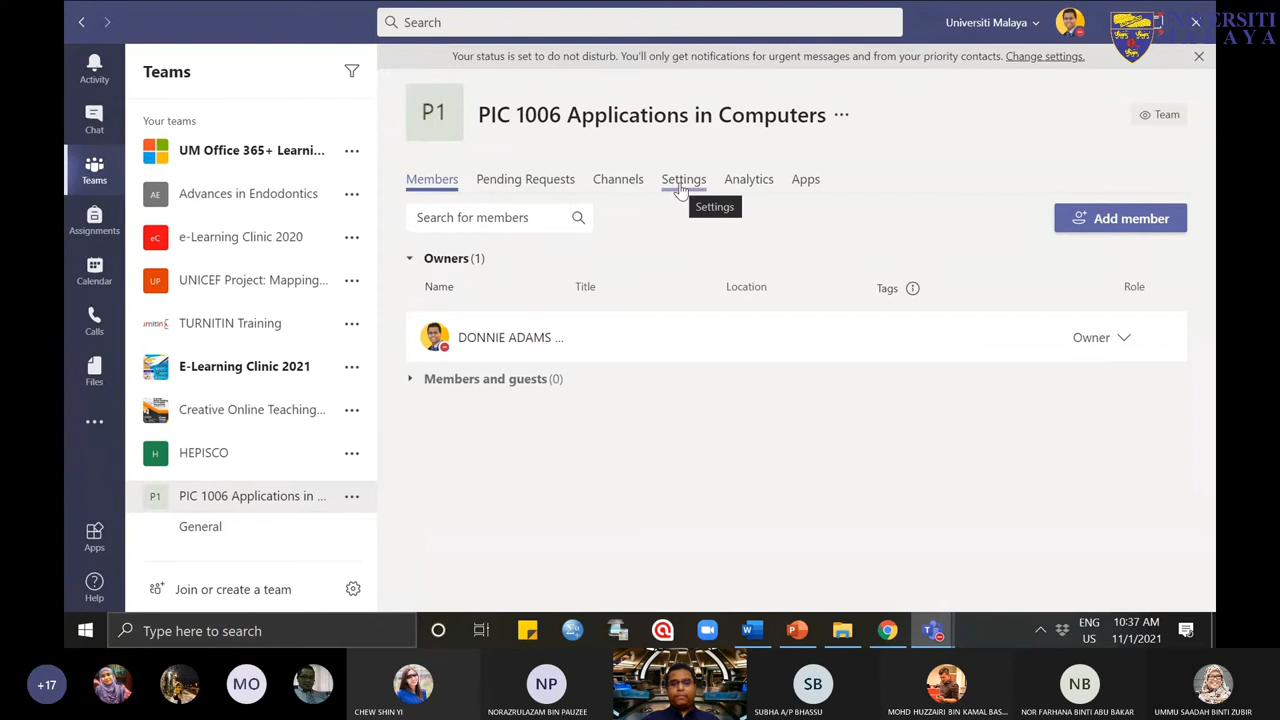 Search
Universiti Malaya
UNIVERSITI
MALAYA
Activity
Chat
Teams
Assignments
Calendar
Calls
Files
Apps
Help
Teams
Your teams
UM Office 365+ Learni...
AE
Advances in Endodontics
eC
e-Learning Clinic 2020
UP
UNICEF Project: Mapping...
turnitin
TURNITIN Training
E-Learning Clinic 2021
Creative Online Teaching...
H
HEPISCO
P1
PIC 1006 Applications in ...
General
Join or create a team
Your status is set to do not disturb. You'll only get notifications for urgent messages and from your priority contacts. Change settings.
P1
PIC 1006 Applications in Computers
Team
Members Pending Requests Channels Settings Analytics Apps
Settings
Search for members
Add member
Owners (1)
Name Title Location Tags Role
DONNIE ADAMS ...
Owner
Members and guests (0)
Type here to search
ENG
US
10:37 AM
11/1/2021
+17
MO
CHEW SHIN YI
NP
NORAZRULAZAM BIN PAUZEE
SB
SUBHA A/P BHASSU
MOHD HUZZAIRI BIN KAMAL BAS...
NB
NOR FARHANA BINTI ABU BAKAR
UMMU SAADAH BINTI ZUBIR